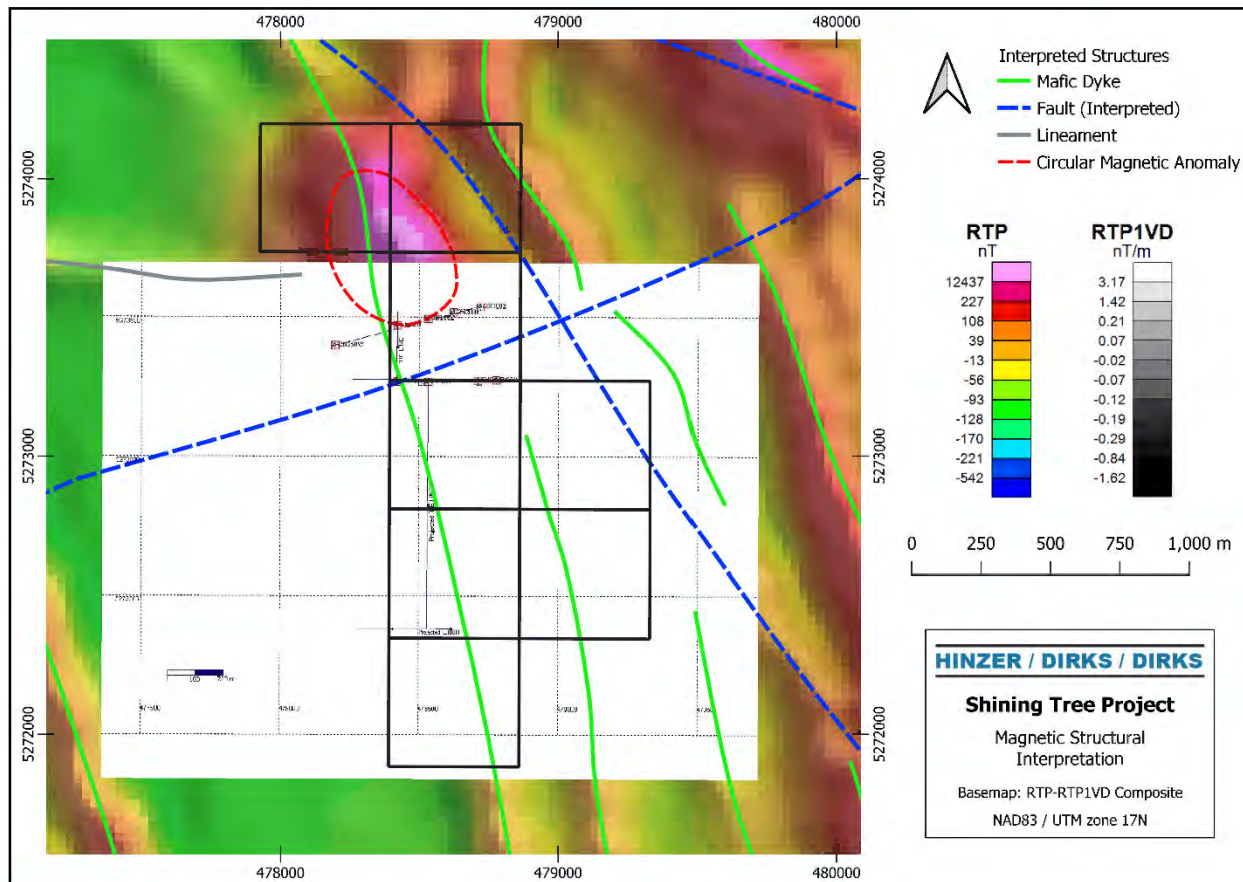 478000
479000
480000
5274000
5273000
5272000
5274000
5273000
5272000
478000
479000
480000
Interpreted Structures
Mafic Dyke
Fault (Interpreted)
Lineament
Circular Magnetic Anomaly
RTP
nT
12437
227
108
39
-13
-56
-93
-128
-170
-221
-542
RTP1VD
nT/m
3.17
1.42
0.21
0.07
-0.02
-0.07
-0.12
-0.19
-0.29
-0.84
-1.62
0 250 500 750 1,000 m
HINZER / DIRKS / DIRKS
Shining Tree Project
Magnetic Structural
Interpretation
Basemap: RTP-RTP1VD Composite
NAD83 / UTM zone 17N